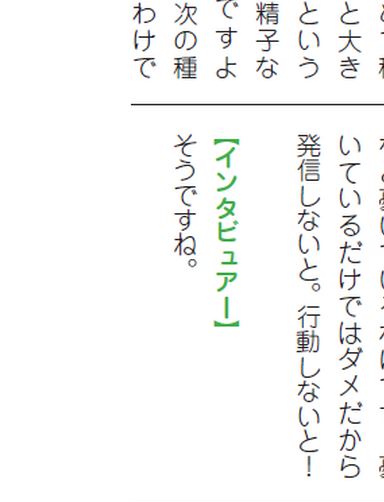 と大き
という
精子な
ですよ
次の種
わけで
いているだけではダメだから
発信しないと。行動しないと！
【インタビュアー】
そうですね。